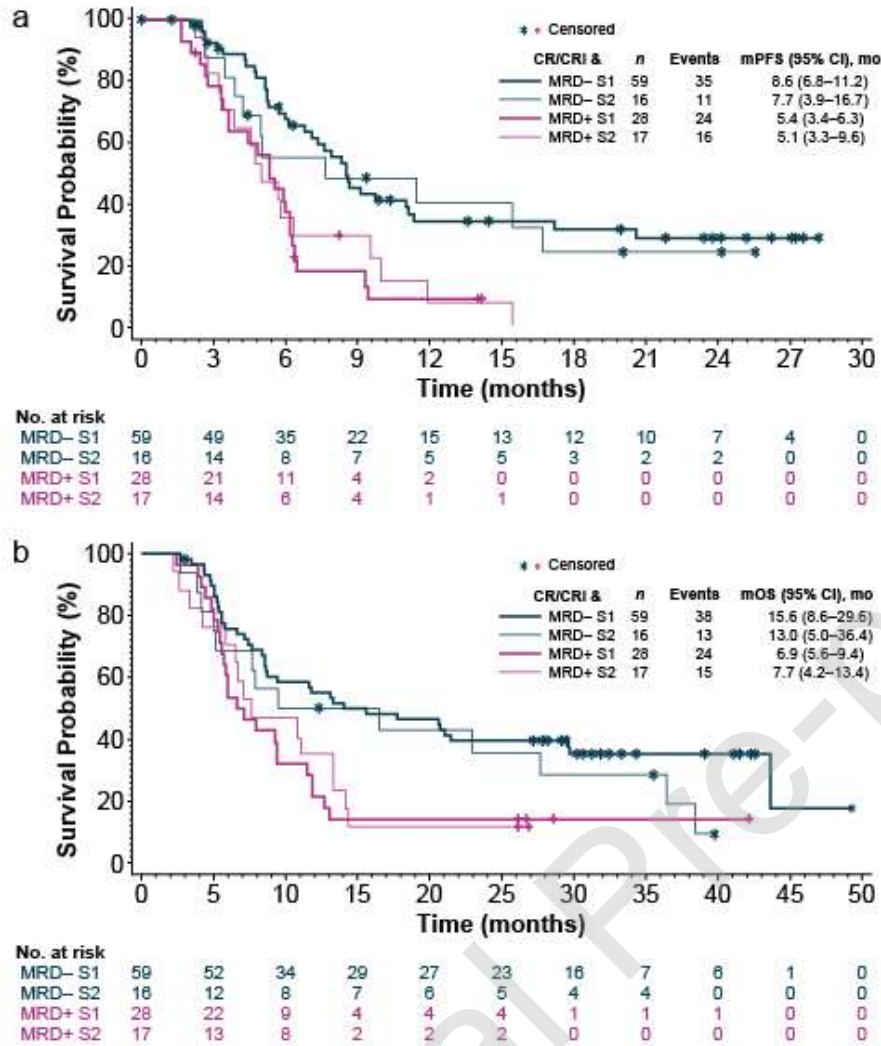 a
✱ + Censored
CR/CRI & n Events mPFS (95% CI), mo
MRD– S1 59 35 8.6 (6.8–11.2)
MRD– S2 16 11 7.7 (3.9–16.7)
MRD+ S1 28 24 5.4 (3.4–6.3)
MRD+ S2 17 16 5.1 (3.3–9.6)
Survival Probability (%)
100
80
60
40
20
0
0 3 6 9 12 15 18 21 24 27 30
Time (months)
No. at risk
MRD– S1 59 49 35 22 15 13 12 10 7 4 0
MRD– S2 16 14 8 7 5 5 3 2 2 0 0
MRD+ S1 28 21 11 4 2 0 0 0 0 0 0
MRD+ S2 17 14 6 4 1 1 0 0 0 0 0
b
✱ + Censored
CR/CRI & n Events mOS (95% CI), mo
MRD– S1 59 38 15.6 (8.6–29.6)
MRD– S2 16 13 13.0 (5.0–36.4)
MRD+ S1 28 24 6.9 (5.6–9.4)
MRD+ S2 17 15 7.7 (4.2–13.4)
Survival Probability (%)
100
80
60
40
20
0
0 5 10 15 20 25 30 35 40 45 50
Time (months)
No. at risk
MRD– S1 59 52 34 29 27 23 16 7 6 1 0
MRD– S2 16 12 8 7 6 5 4 4 0 0 0
MRD+ S1 28 22 9 4 4 4 1 1 1 0 0
MRD+ S2 17 13 8 2 2 2 0 0 0 0 0
al Pre-